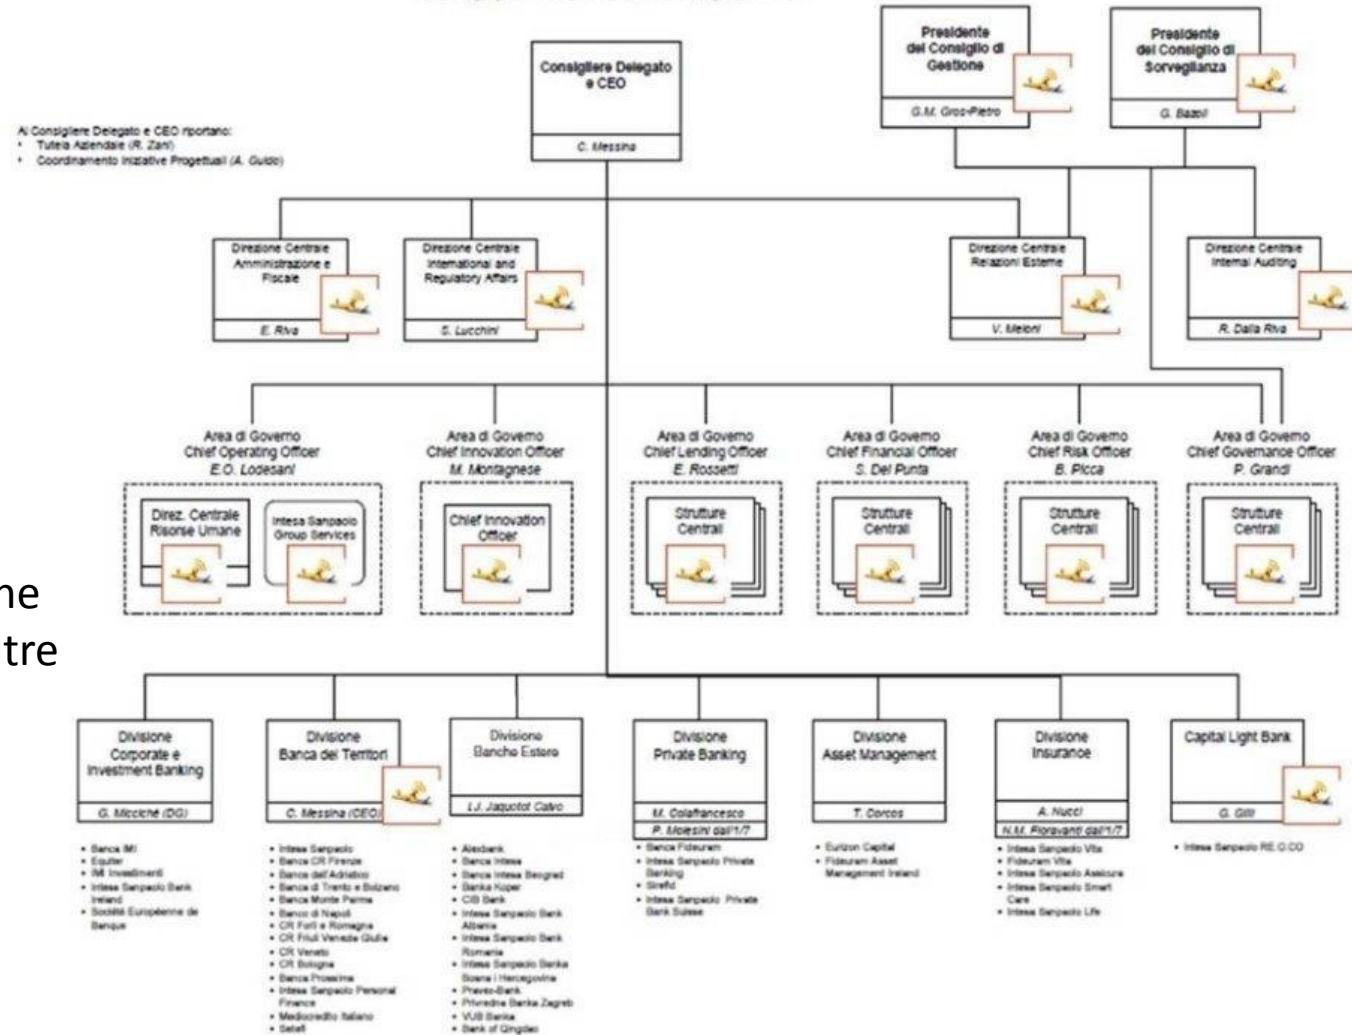 Consigliere Delegato
e CEO
C. Messina
Presidente
del Consiglio di
Gestione
G.M. Gros-Pietro
Presidente
del Consiglio di
Sorveglianza
G. Bazoli
Al Consigliere Delegato e CEO riportano:
• Tutela Aziendale (R. Zani)
• Coordinamento Iniziative Progettuali (A. Guido)
Direzione Centrale
Amministrazione e
Fiscale
E. Riva
Direzione Centrale
International and
Regulatory Affairs
S. Lucchini
Direzione Centrale
Relazioni Esterne
V. Meloni
Direzione Centrale
Internal Auditing
R. Dalla Riva
Area di Governo
Chief Operating Officer
E.O. Lodesani
Direz. Centrale
Risorse Umane
Intesa Sanpaolo
Group Services
Area di Governo
Chief Innovation Officer
M. Montagnese
Chief Innovation
Officer
Area di Governo
Chief Lending Officer
E. Rossetti
Strutture
Centrali
Area di Governo
Chief Financial Officer
S. Del Punta
Strutture
Centrali
Area di Governo
Chief Risk Officer
B. Picca
Strutture
Centrali
Area di Governo
Chief Governance Officer
P. Grandi
Strutture
Centrali
ne
tre
Divisione
Corporate e
Investment Banking
G. Micciché (DG)
• Banca IMI
• Equiter
• IMI Investimenti
• Intesa Sanpaolo Bank
Ireland
• Société Européenne de
Banque
Divisione
Banca dei Territori
C. Messina (CEO)
• Intesa Sanpaolo
• Banca CR Firenze
• Banca dell'Adriatico
• Banca di Trento e Bolzano
• Banca Monte Parma
• Banco di Napoli
• CR Forlì e Romagna
• CR Friuli Venezia Giulia
• CR Veneto
• CR Bologna
• Banca Prossima
• Intesa Sanpaolo Personal
Finance
• Mediocredito Italiano
• Setefi
Divisione
Banche Estere
I.J. Jaquotot Calvo
• Alexbank
• Banca Intesa
• Banca Intesa Beograd
• Banka Koper
• CIB Bank
• Intesa Sanpaolo Bank
Albania
• Intesa Sanpaolo Bank
Romania
• Intesa Sanpaolo Banka
Bosna i Hercegovina
• Pravex-Bank
• Privredna Banka Zagreb
• VUB Banka
• Bank of Qingdao
Divisione
Private Banking
M. Colafrancesco
P. Molesini dall'1/7
• Banca Fideuram
• Intesa Sanpaolo Private
Banking
• Sirefid
• Intesa Sanpaolo Private
Bank Suisse
Divisione
Asset Management
T. Corcos
• Eurizon Capital
• Fideuram Asset
Management Ireland
Divisione
Insurance
A. Nucci
N.M. Fioravanti dall'1/7
• Intesa Sanpaolo Vita
• Fideuram Vita
• Intesa Sanpaolo Assicura
• Intesa Sanpaolo Smart
Care
• Intesa Sanpaolo Life
Capital Light Bank
G. Gilli
• Intesa Sanpaolo RE.O.CO